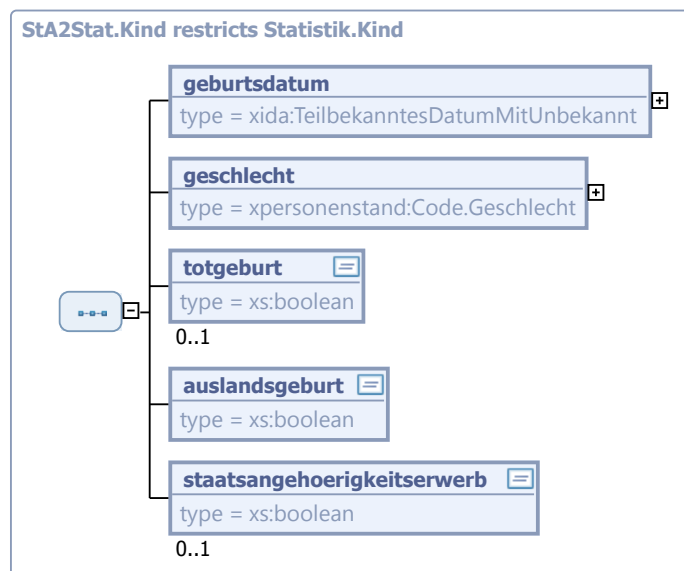 StA2Stat.Kind restricts Statistik.Kind
geburtsdatum
type = xida:TeilbekanntesDatumMitUnbekannt
geschlecht
type = xpersonenstand:Code.Geschlecht
totgeburt
type = xs:boolean
0..1
auslandsgeburt
type = xs:boolean
staatsangehoerigkeitserwerb
type = xs:boolean
0..1